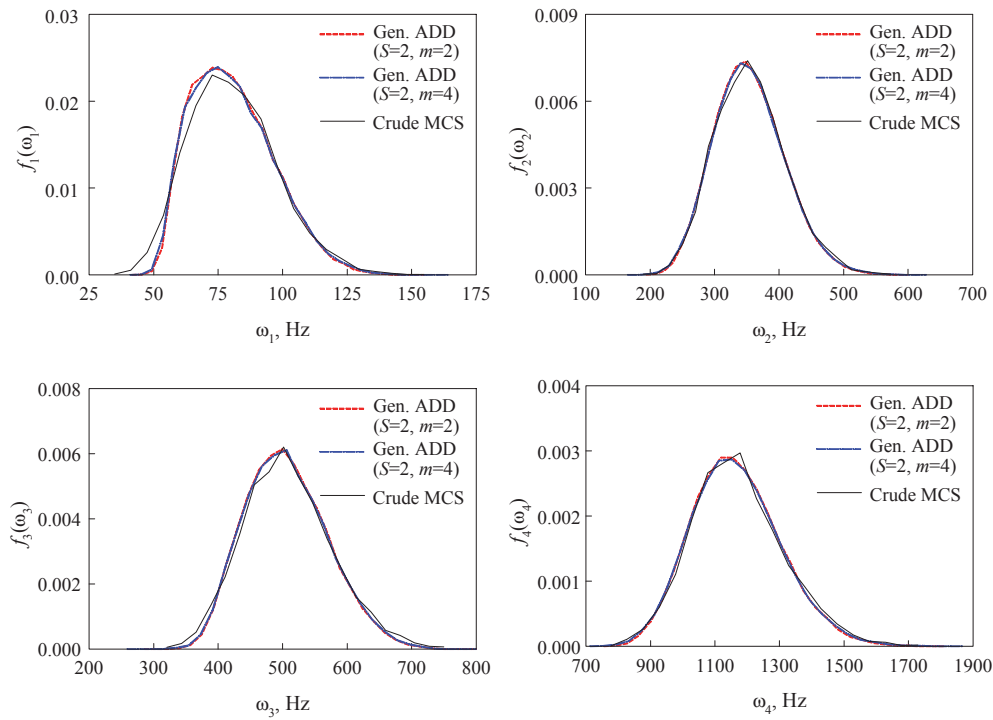 0.03
0.02
0.01
0.00
f1(ω1)
Gen. ADD
(S=2, m=2)
Gen. ADD
(S=2, m=4)
Crude MCS
25 50 75 100 125 150 175
ω1, Hz
0.009
0.006
0.003
0.000
f2(ω2)
Gen. ADD
(S=2, m=2)
Gen. ADD
(S=2, m=4)
Crude MCS
100 200 300 400 500 600 700
ω2, Hz
0.008
0.006
0.004
0.002
0.000
f3(ω3)
Gen. ADD
(S=2, m=2)
Gen. ADD
(S=2, m=4)
Crude MCS
200 300 400 500 600 700 800
ω3, Hz
0.004
0.003
0.002
0.001
0.000
f4(ω4)
Gen. ADD
(S=2, m=2)
Gen. ADD
(S=2, m=4)
Crude MCS
700 900 1100 1300 1500 1700 1900
ω4, Hz